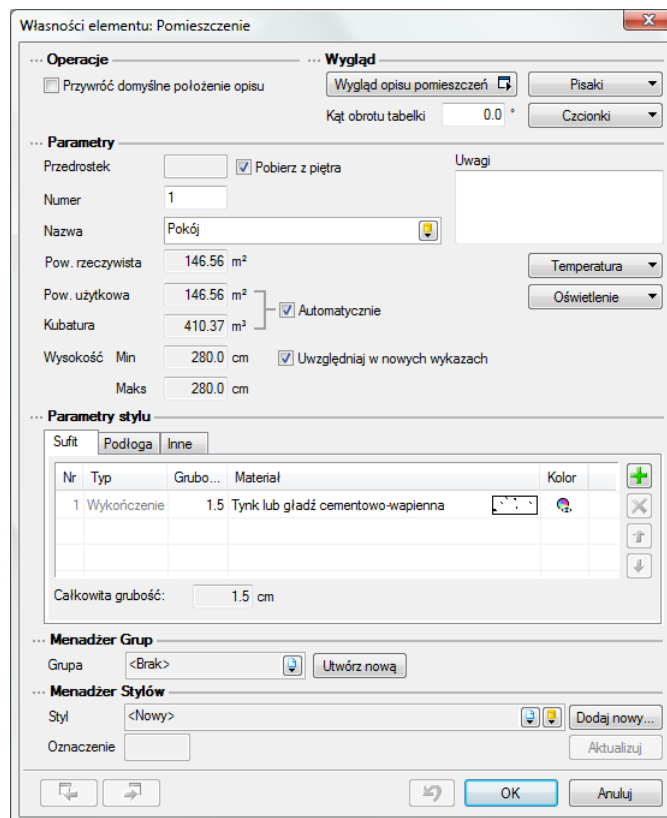 Własności elementu: Pomieszczenie
Operacje
Wygląd
Przywróć domyślne położenie opisu
Wygląd opisu pomieszczeń
Pisaki
Kąt obrotu tabelki 0.0 °
Czcionki
Parametry
Przedrostek
Pobierz z piętra
Uwagi
Numer 1
Nazwa Pokój
Pow. rzeczywista 146.56 m²
Temperatura
Pow. użytkowa 146.56 m²
Automatycznie
Oświetlenie
Kubatura 410.37 m³
Wysokość Min 280.0 cm
Uwzględniaj w nowych wykazach
Maks 280.0 cm
Parametry stylu
Sufit Podłoga Inne
Nr Typ Grubo... Materiał Kolor
1 Wykończenie 1.5 Tynk lub gładź cementowo-wapienna
Całkowita grubość: 1.5 cm
Menadżer Grup
Grupa <Brak> Utwórz nową
Menadżer Stylów
Styl <Nowy> Dodaj nowy...
Oznaczenie Aktualizuj
OK Anuluj